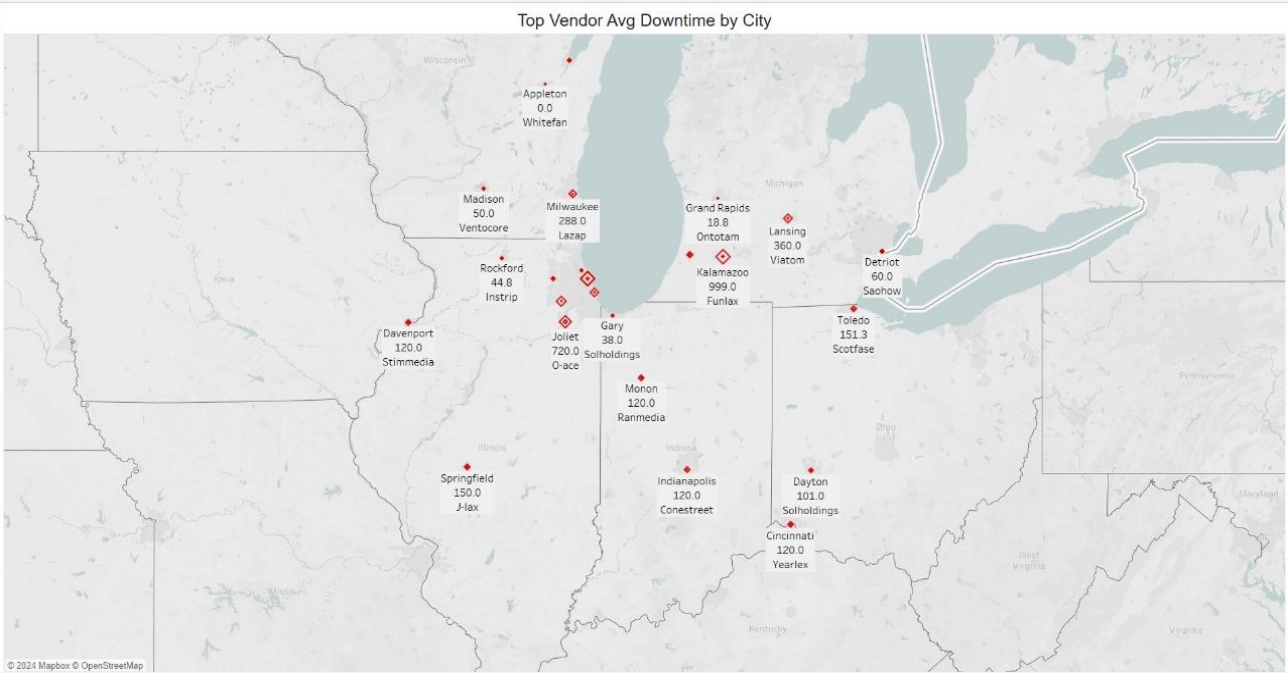 Top Vendor Avg Downtime by City
Wisconsin
Appleton
0.0
Whitefan
Madison
50.0
Ventocore
Milwaukee
288.0
Lazap
Michigan
Grand Rapids
18.8
Ontotam
Lansing
360.0
Viatom
Detriot
60.0
Saohow
Rockford
44.8
Instrip
Kalamazoo
999.0
Funlax
Iowa
Davenport
120.0
Stimmedia
Joliet
720.0
O-ace
Gary
38.0
Solholdings
Toledo
151.3
Scotfase
Monon
120.0
Ranmedia
Pennsylvania
Ohio
Illinois
Indiana
Springfield
150.0
J-lax
Indianapolis
120.0
Conestreet
Dayton
101.0
Solholdings
Maryland
Cincinnati
120.0
Yearlex
West
Virginia
Missouri
Kentucky
Virginia
© 2024 Mapbox © OpenStreetMap